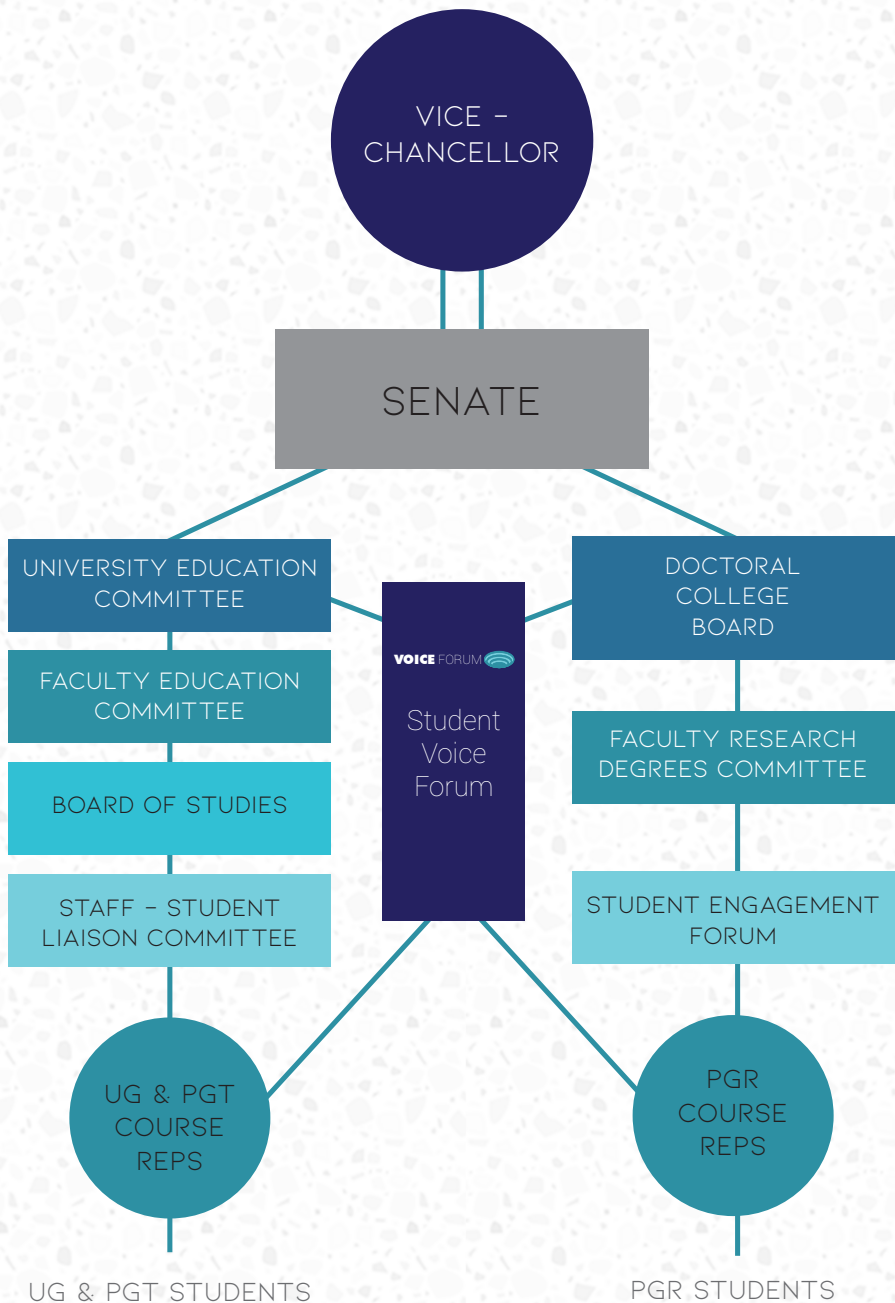 VICE -
CHANCELLOR
SENATE
UNIVERSITY EDUCATION
COMMITTEE
FACULTY EDUCATION
COMMITTEE
BOARD OF STUDIES
STAFF - STUDENT
LIAISON COMMITTEE
UG & PGT
COURSE
REPS
UG & PGT STUDENTS
VOICE FORUM
Student
Voice
Forum
DOCTORAL
COLLEGE
BOARD
FACULTY RESEARCH
DEGREES COMMITTEE
STUDENT ENGAGEMENT
FORUM
PGR
COURSE
REPS
PGR STUDENTS